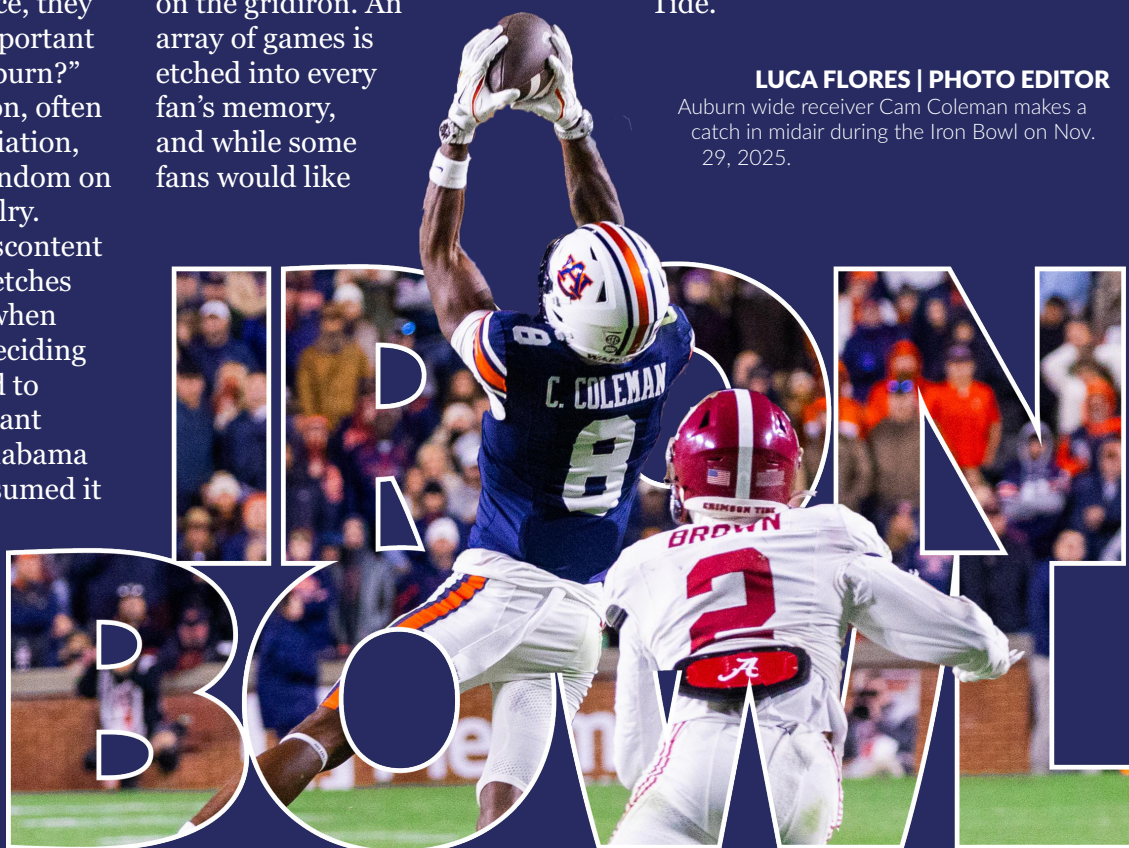 ce, they
portant
burn?”
on, often
iation,
ndom on
lry.
scontent
etches
when
eciding
d to
ant
labama
sumed it
on the gridiron. An
array of games is
etched into every
fan’s memory,
and while some
fans would like
Tide.
LUCA FLORES | PHOTO EDITOR
Auburn wide receiver Cam Coleman makes a
catch in midair during the Iron Bowl on Nov.
29, 2025.
IRON
BOWL
8
C. COLEMAN
8
CRIMSON TIDE
BROWN
2
A